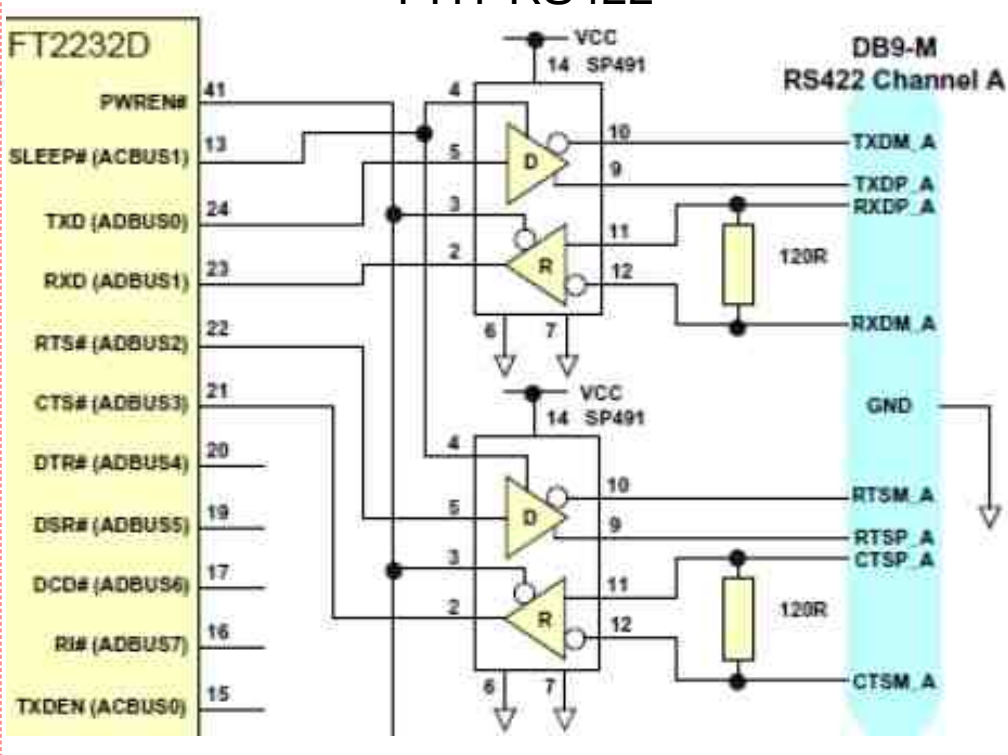 FT2232D
PWREN# 41
SLEEP# (ACBUS1) 13
TXD (ADBUS0) 24
RXD (ADBUS1) 23
RTS# (ADBUS2) 22
CTS# (ADBUS3) 21
DTR# (ADBUS4) 20
DSR# (ADBUS5) 19
DCD# (ADBUS6) 17
RI# (ADBUS7) 16
TXDEN (ACBUS0) 15
VCC
14 SP491
4
5
3
2
D
R
10
9
11
12
6 7
120R
VCC
14 SP491
4
5
3
2
D
R
10
9
11
12
6 7
120R
DB9-M
RS422 Channel A
TXDM_A
TXDP_A
RXDP_A
RXDM_A
GND
RTSM_A
RTSP_A
CTSP_A
CTSM_A